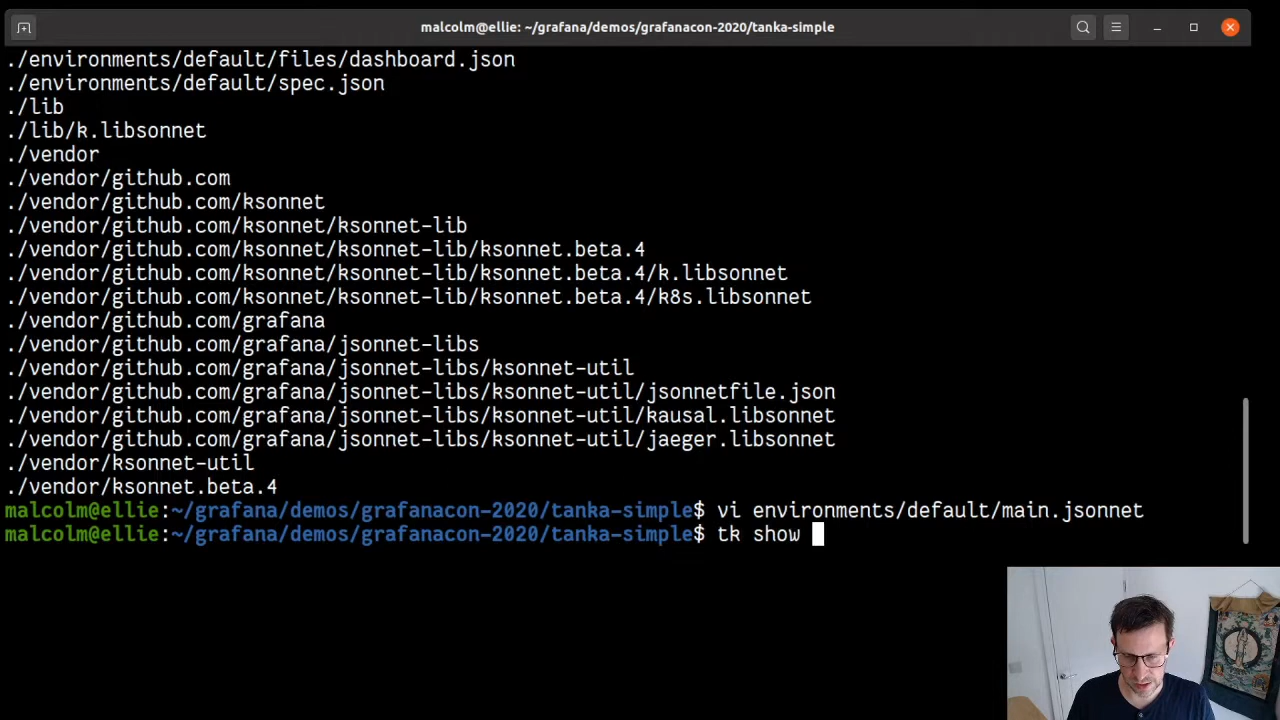 malcolm@ellie: ~/grafana/demos/grafanacon-2020/tanka-simple
./environments/default/files/dashboard.json
./environments/default/spec.json
./lib
./lib/k.libsonnet
./vendor
./vendor/github.com
./vendor/github.com/ksonnet
./vendor/github.com/ksonnet/ksonnet-lib
./vendor/github.com/ksonnet/ksonnet-lib/ksonnet.beta.4
./vendor/github.com/ksonnet/ksonnet-lib/ksonnet.beta.4/k.libsonnet
./vendor/github.com/ksonnet/ksonnet-lib/ksonnet.beta.4/k8s.libsonnet
./vendor/github.com/grafana
./vendor/github.com/grafana/jsonnet-libs
./vendor/github.com/grafana/jsonnet-libs/ksonnet-util
./vendor/github.com/grafana/jsonnet-libs/ksonnet-util/jsonnetfile.json
./vendor/github.com/grafana/jsonnet-libs/ksonnet-util/kausal.libsonnet
./vendor/github.com/grafana/jsonnet-libs/ksonnet-util/jaeger.libsonnet
./vendor/ksonnet-util
./vendor/ksonnet.beta.4
malcolm@ellie:~/grafana/demos/grafanacon-2020/tanka-simple$ vi environments/default/main.jsonnet
malcolm@ellie:~/grafana/demos/grafanacon-2020/tanka-simple$ tk show